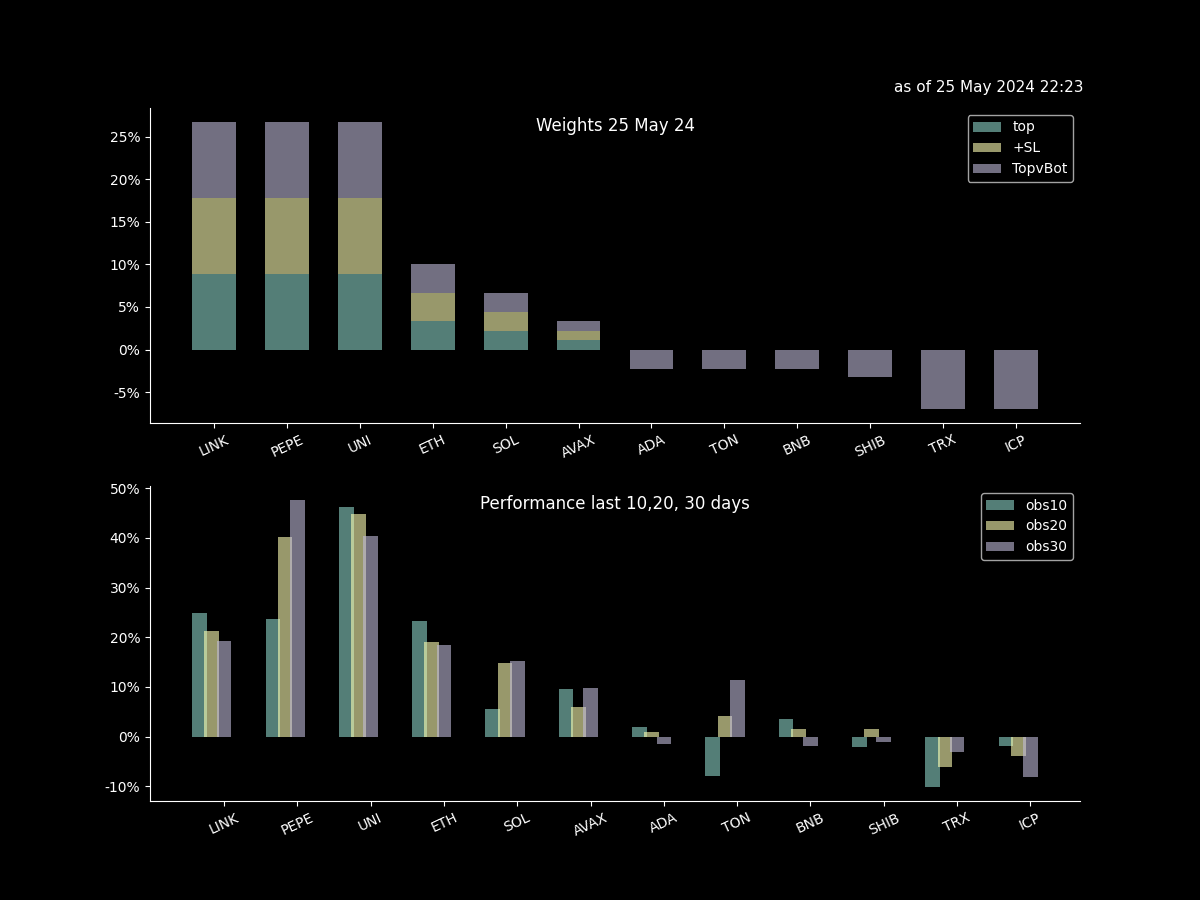 as of 25 May 2024 22:23
Weights 25 May 24
top
+SL
TopvBot
25%
20%
15%
10%
5%
0%
-5%
LINK PEPE UNI ETH SOL AVAX ADA TON BNB SHIB TRX ICP
Performance last 10,20, 30 days
obs10
obs20
obs30
50%
40%
30%
20%
10%
0%
-10%
LINK PEPE UNI ETH SOL AVAX ADA TON BNB SHIB TRX ICP